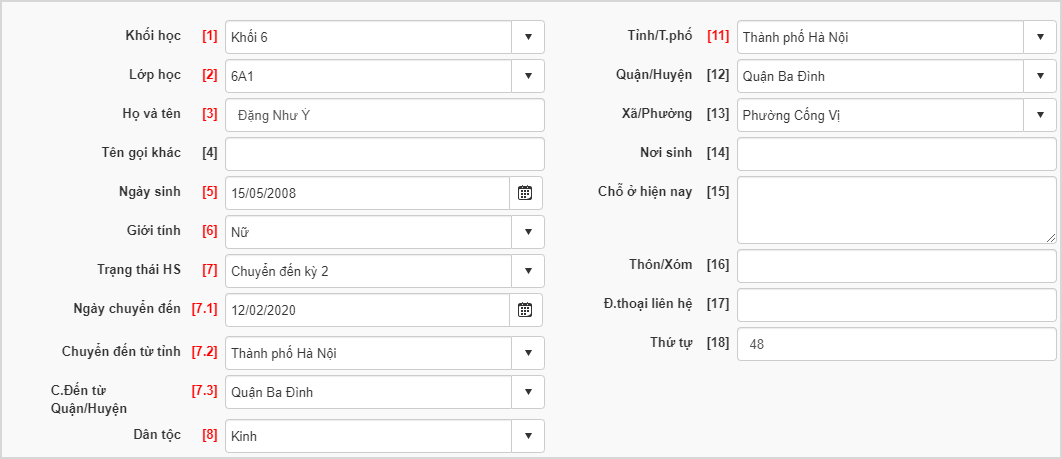 Khối học [1] Khối 6
Lớp học [2] 6A1
Họ và tên [3] Đặng Như Ý
Tên gọi khác [4]
Ngày sinh [5] 15/05/2008
Giới tính [6] Nữ
Trạng thái HS [7] Chuyển đến kỳ 2
Ngày chuyển đến [7.1] 12/02/2020
Chuyển đến từ tỉnh [7.2] Thành phố Hà Nội
C.Đến từ [7.3] Quận Ba Đình
Quận/Huyện
Dân tộc [8] Kinh
Tỉnh/T.phố [11] Thành phố Hà Nội
Quận/Huyện [12] Quận Ba Đình
Xã/Phường [13] Phường Cống Vị
Nơi sinh [14]
Chỗ ở hiện nay [15]
Thôn/Xóm [16]
Đ.thoại liên hệ [17]
Thứ tự [18] 48